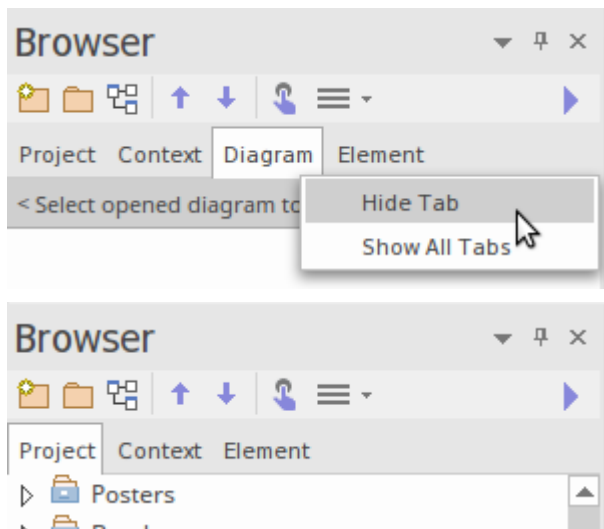 Browser
Project Context Diagram Element
< Select opened diagram to
Hide Tab
Show All Tabs
Browser
Project Context Element
Posters